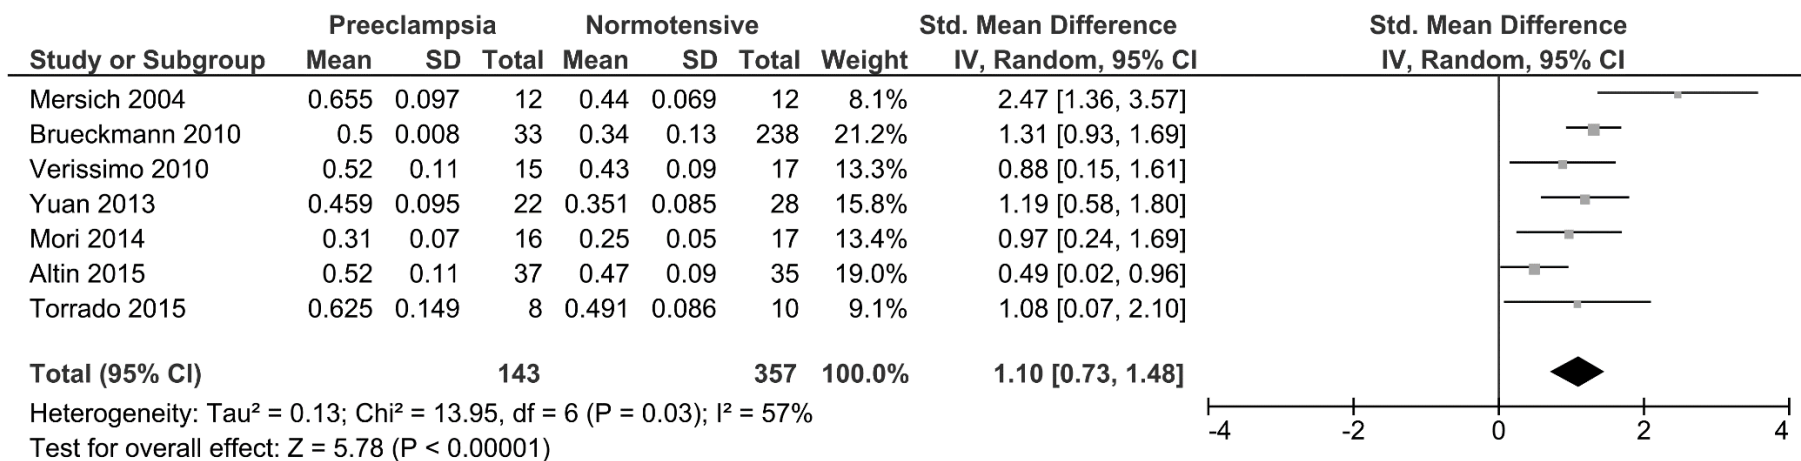 Preeclampsia Normotensive Std. Mean Difference Std. Mean Difference
Study or Subgroup Mean SD Total Mean SD Total Weight IV, Random, 95% CI IV, Random, 95% CI
Mersich 2004 0.655 0.097 12 0.44 0.069 12 8.1% 2.47 [1.36, 3.57]
Brueckmann 2010 0.5 0.008 33 0.34 0.13 238 21.2% 1.31 [0.93, 1.69]
Verissimo 2010 0.52 0.11 15 0.43 0.09 17 13.3% 0.88 [0.15, 1.61]
Yuan 2013 0.459 0.095 22 0.351 0.085 28 15.8% 1.19 [0.58, 1.80]
Mori 2014 0.31 0.07 16 0.25 0.05 17 13.4% 0.97 [0.24, 1.69]
Altin 2015 0.52 0.11 37 0.47 0.09 35 19.0% 0.49 [0.02, 0.96]
Torrado 2015 0.625 0.149 8 0.491 0.086 10 9.1% 1.08 [0.07, 2.10]
Total (95% CI) 143 357 100.0% 1.10 [0.73, 1.48]
Heterogeneity: Tau² = 0.13; Chi² = 13.95, df = 6 (P = 0.03); I² = 57%
Test for overall effect: Z = 5.78 (P < 0.00001)
-4 -2 0 2 4